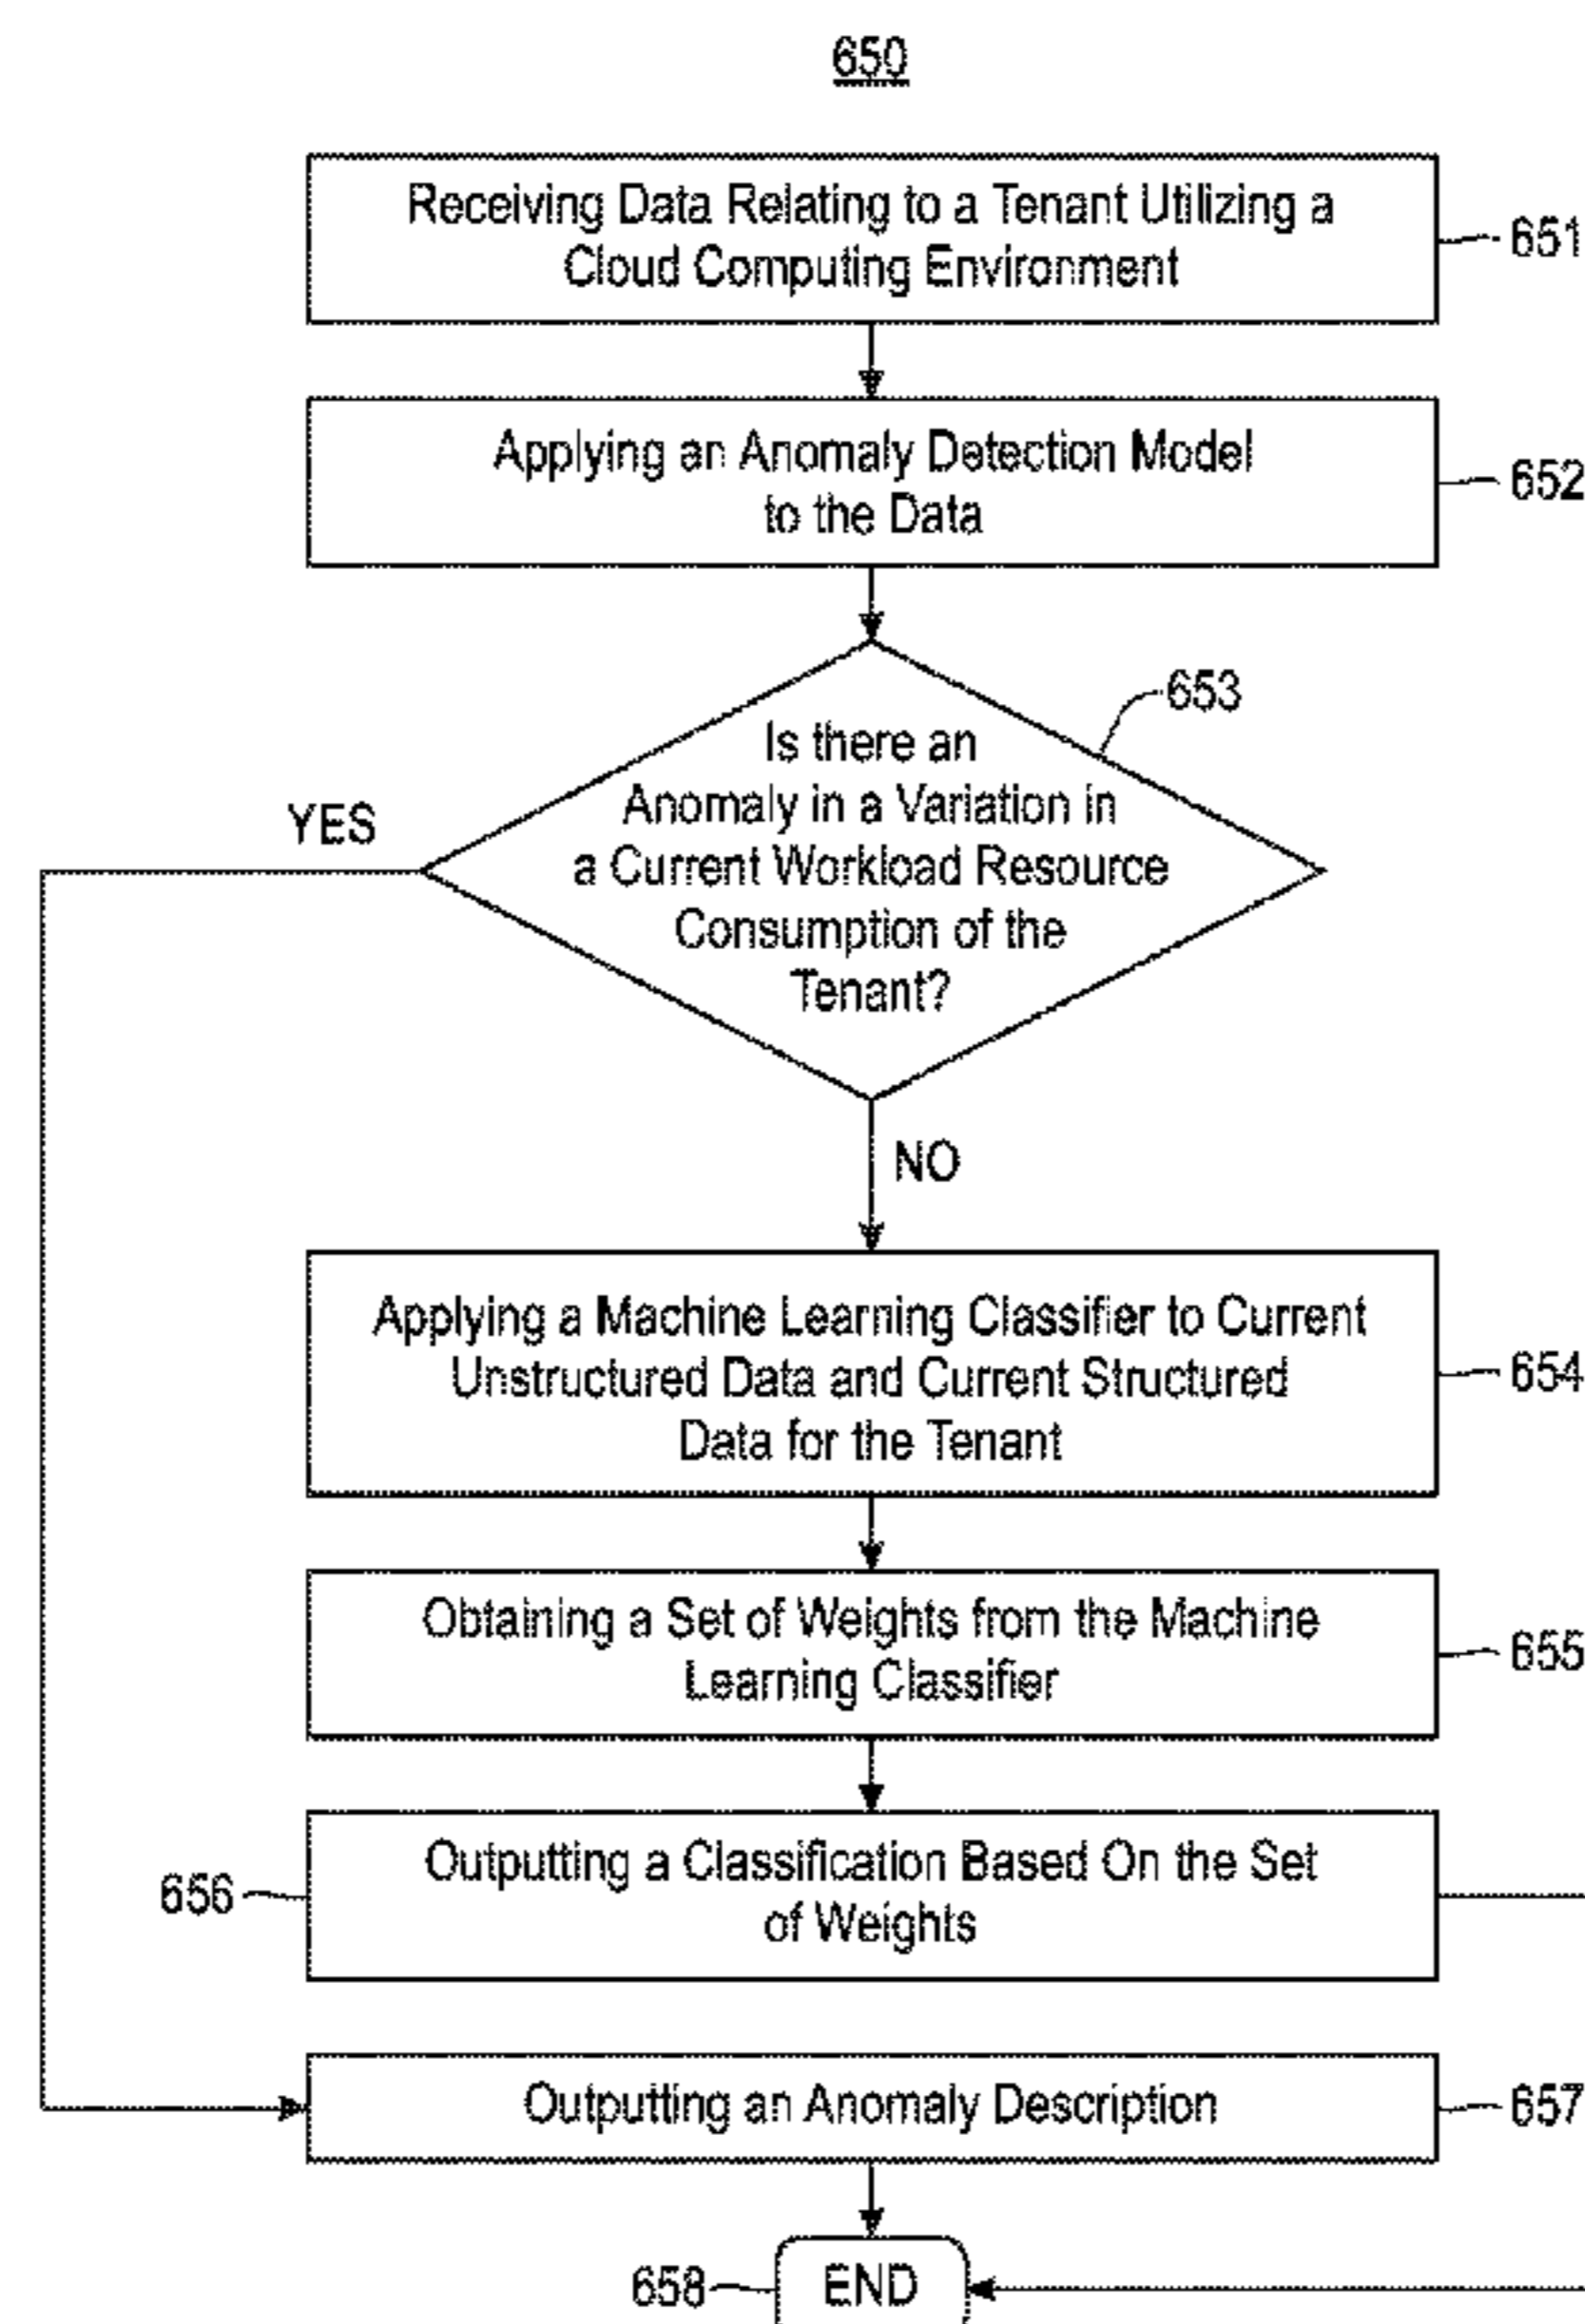 650
Receiving Data Relating to a Tenant Utilizing a
Cloud Computing Environment
651
Applying an Anomaly Detection Model
to the Data
652
653
Is there an
Anomaly in a Variation in
a Current Workload Resource
Consumption of the
Tenant?
YES
NO
Applying a Machine Learning Classifier to Current
Unstructured Data and Current Structured
Data for the Tenant
654
Obtaining a Set of Weights from the Machine
Learning Classifier
655
656
Outputting a Classification Based On the Set
of Weights
Outputting an Anomaly Description
657
658
END